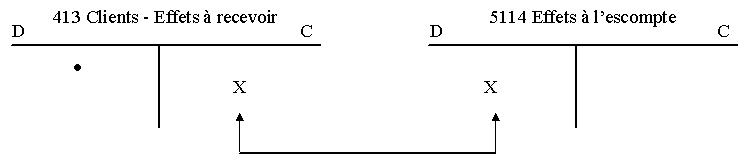 413 Clients - Effets à recevoir
D C
X
5114 Effets à l'escompte
D C
X